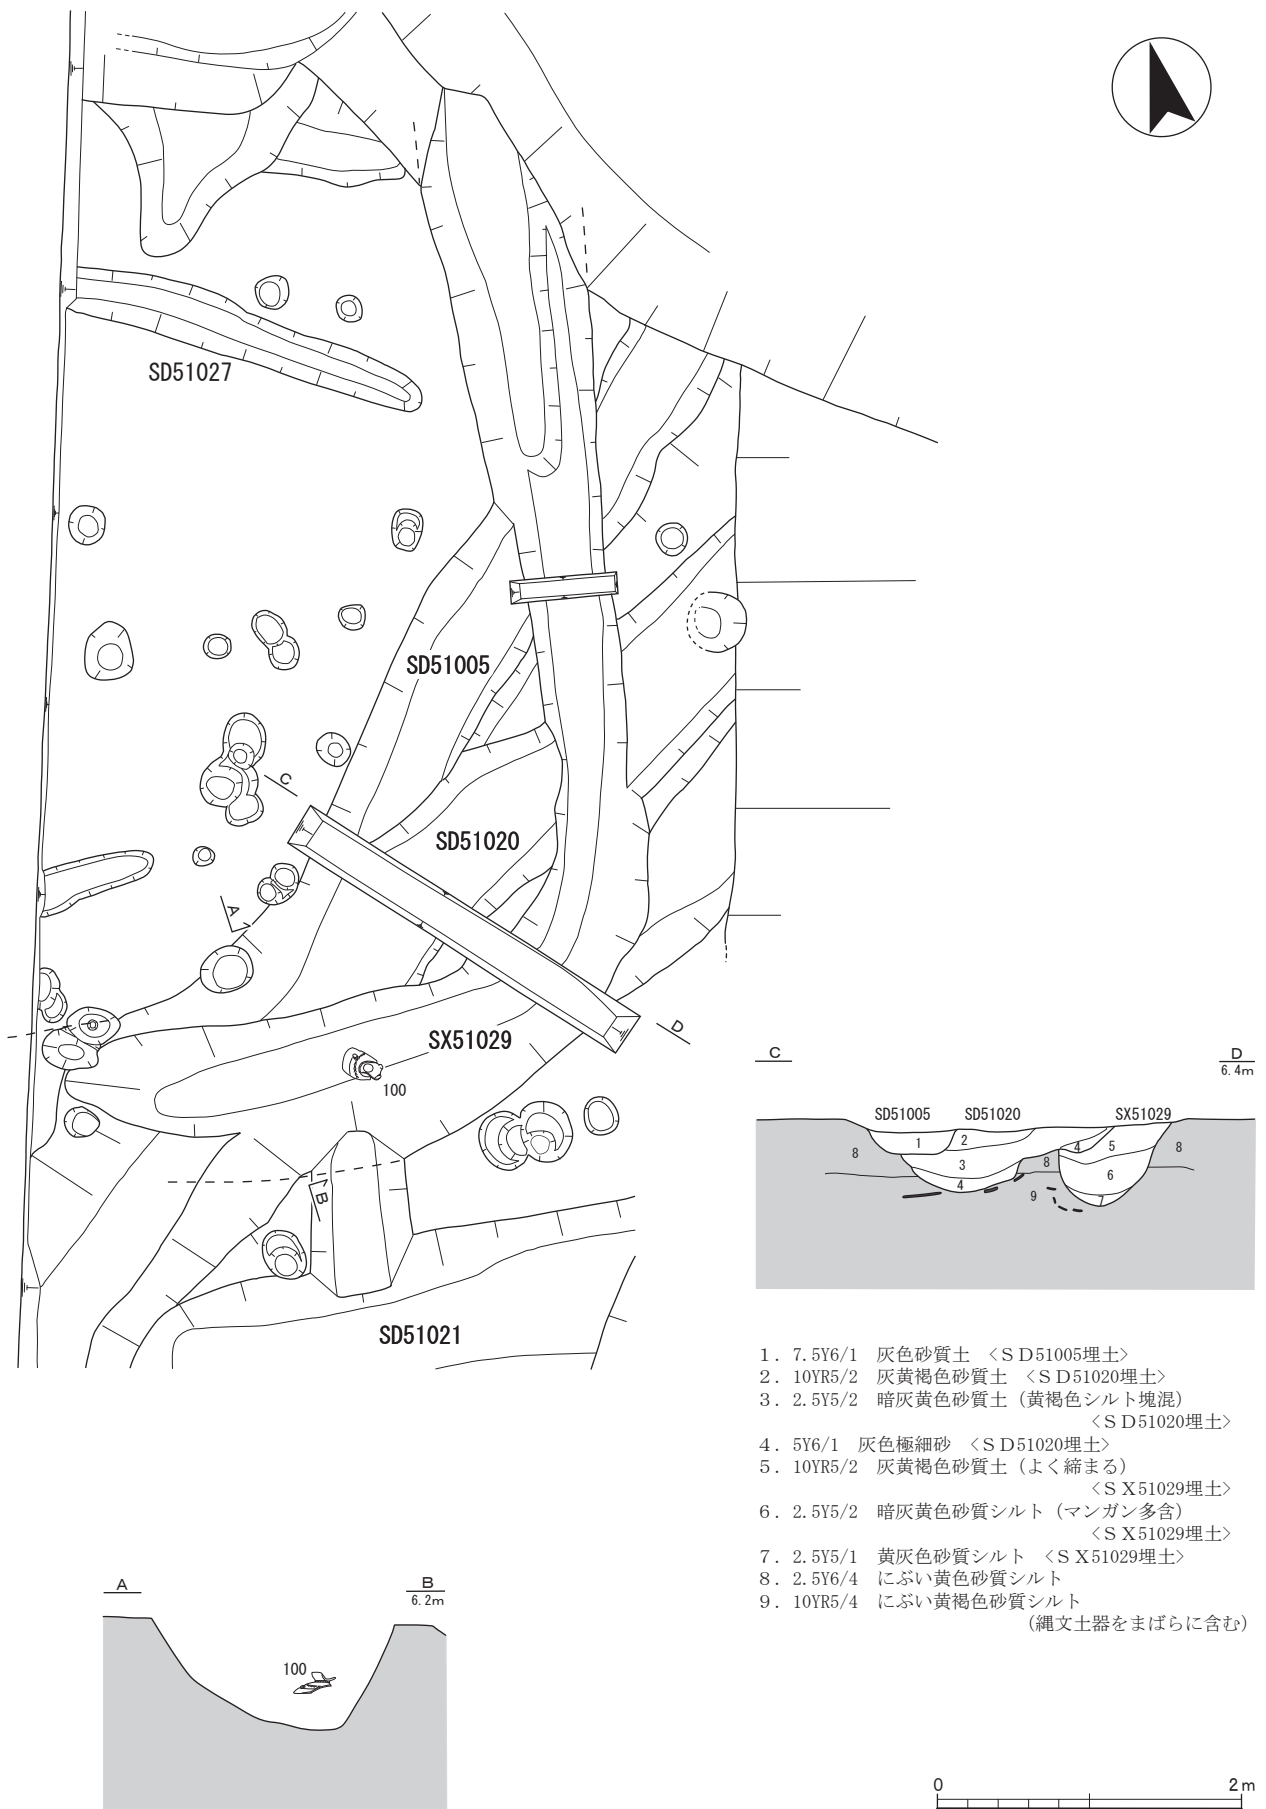 SD51027
SD51005
C
SD51020
A
SX51029
D
100
B
SD51021
C
D
6.4m
SD51005
SD51020
SX51029
1
2
4
5
8
3
8
8
6
4
9
7
1．7.5Y6/1　灰色砂質土　〈ＳＤ51005埋土〉
2．10YR5/2　灰黄褐色砂質土　〈ＳＤ51020埋土〉
3．2.5Y5/2　暗灰黄色砂質土（黄褐色シルト塊混）
〈ＳＤ51020埋土〉
4．5Y6/1　灰色極細砂　〈ＳＤ51020埋土〉
5．10YR5/2　灰黄褐色砂質土（よく締まる）
〈ＳＸ51029埋土〉
6．2.5Y5/2　暗灰黄色砂質シルト（マンガン多含）
〈ＳＸ51029埋土〉
7．2.5Y5/1　黄灰色砂質シルト　〈ＳＸ51029埋土〉
8．2.5Y6/4　にぶい黄色砂質シルト
9．10YR5/4　にぶい黄褐色砂質シルト
（縄文土器をまばらに含む）
A
B
6.2m
100
0
2m